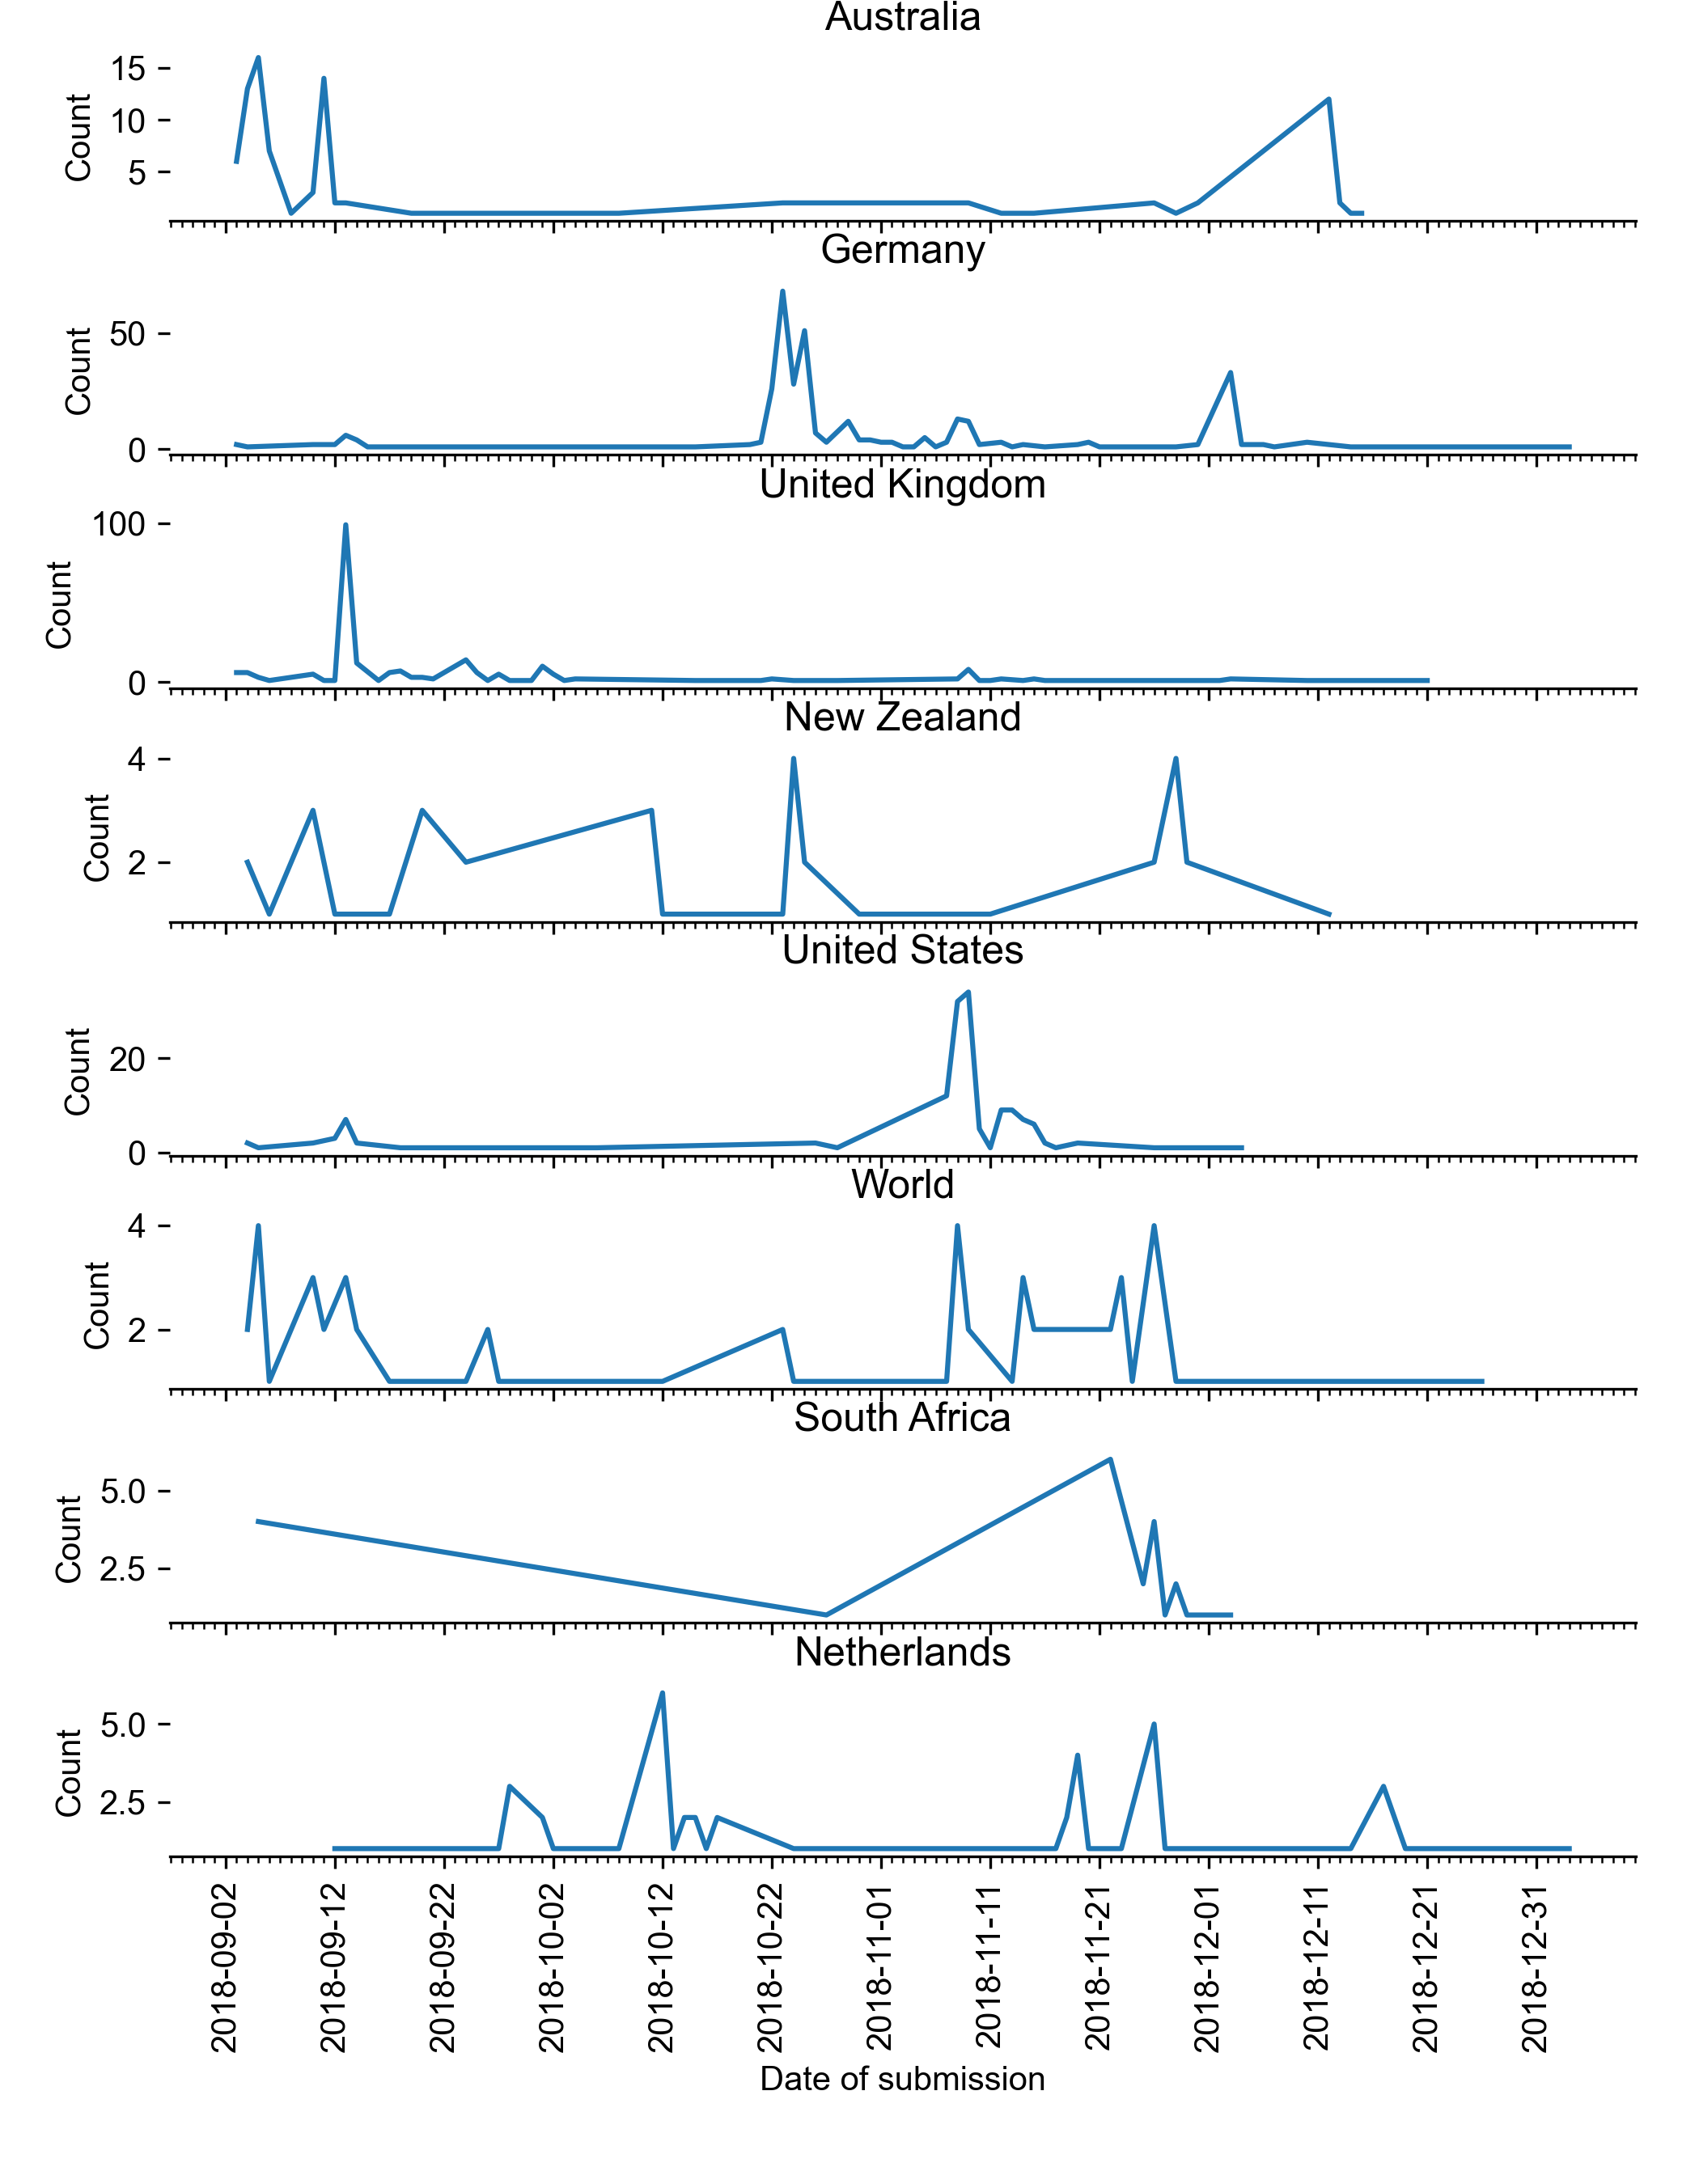 Australia
15
10
5
Count
Germany
50
0
Count
United Kingdom
100
0
Count
New Zealand
4
2
Count
United States
20
0
Count
World
4
2
Count
South Africa
5.0
2.5
Count
Netherlands
5.0
2.5
Count
2018-09-02
2018-09-12
2018-09-22
2018-10-02
2018-10-12
2018-10-22
2018-11-01
2018-11-11
2018-11-21
2018-12-01
2018-12-11
2018-12-21
2018-12-31
Date of submission